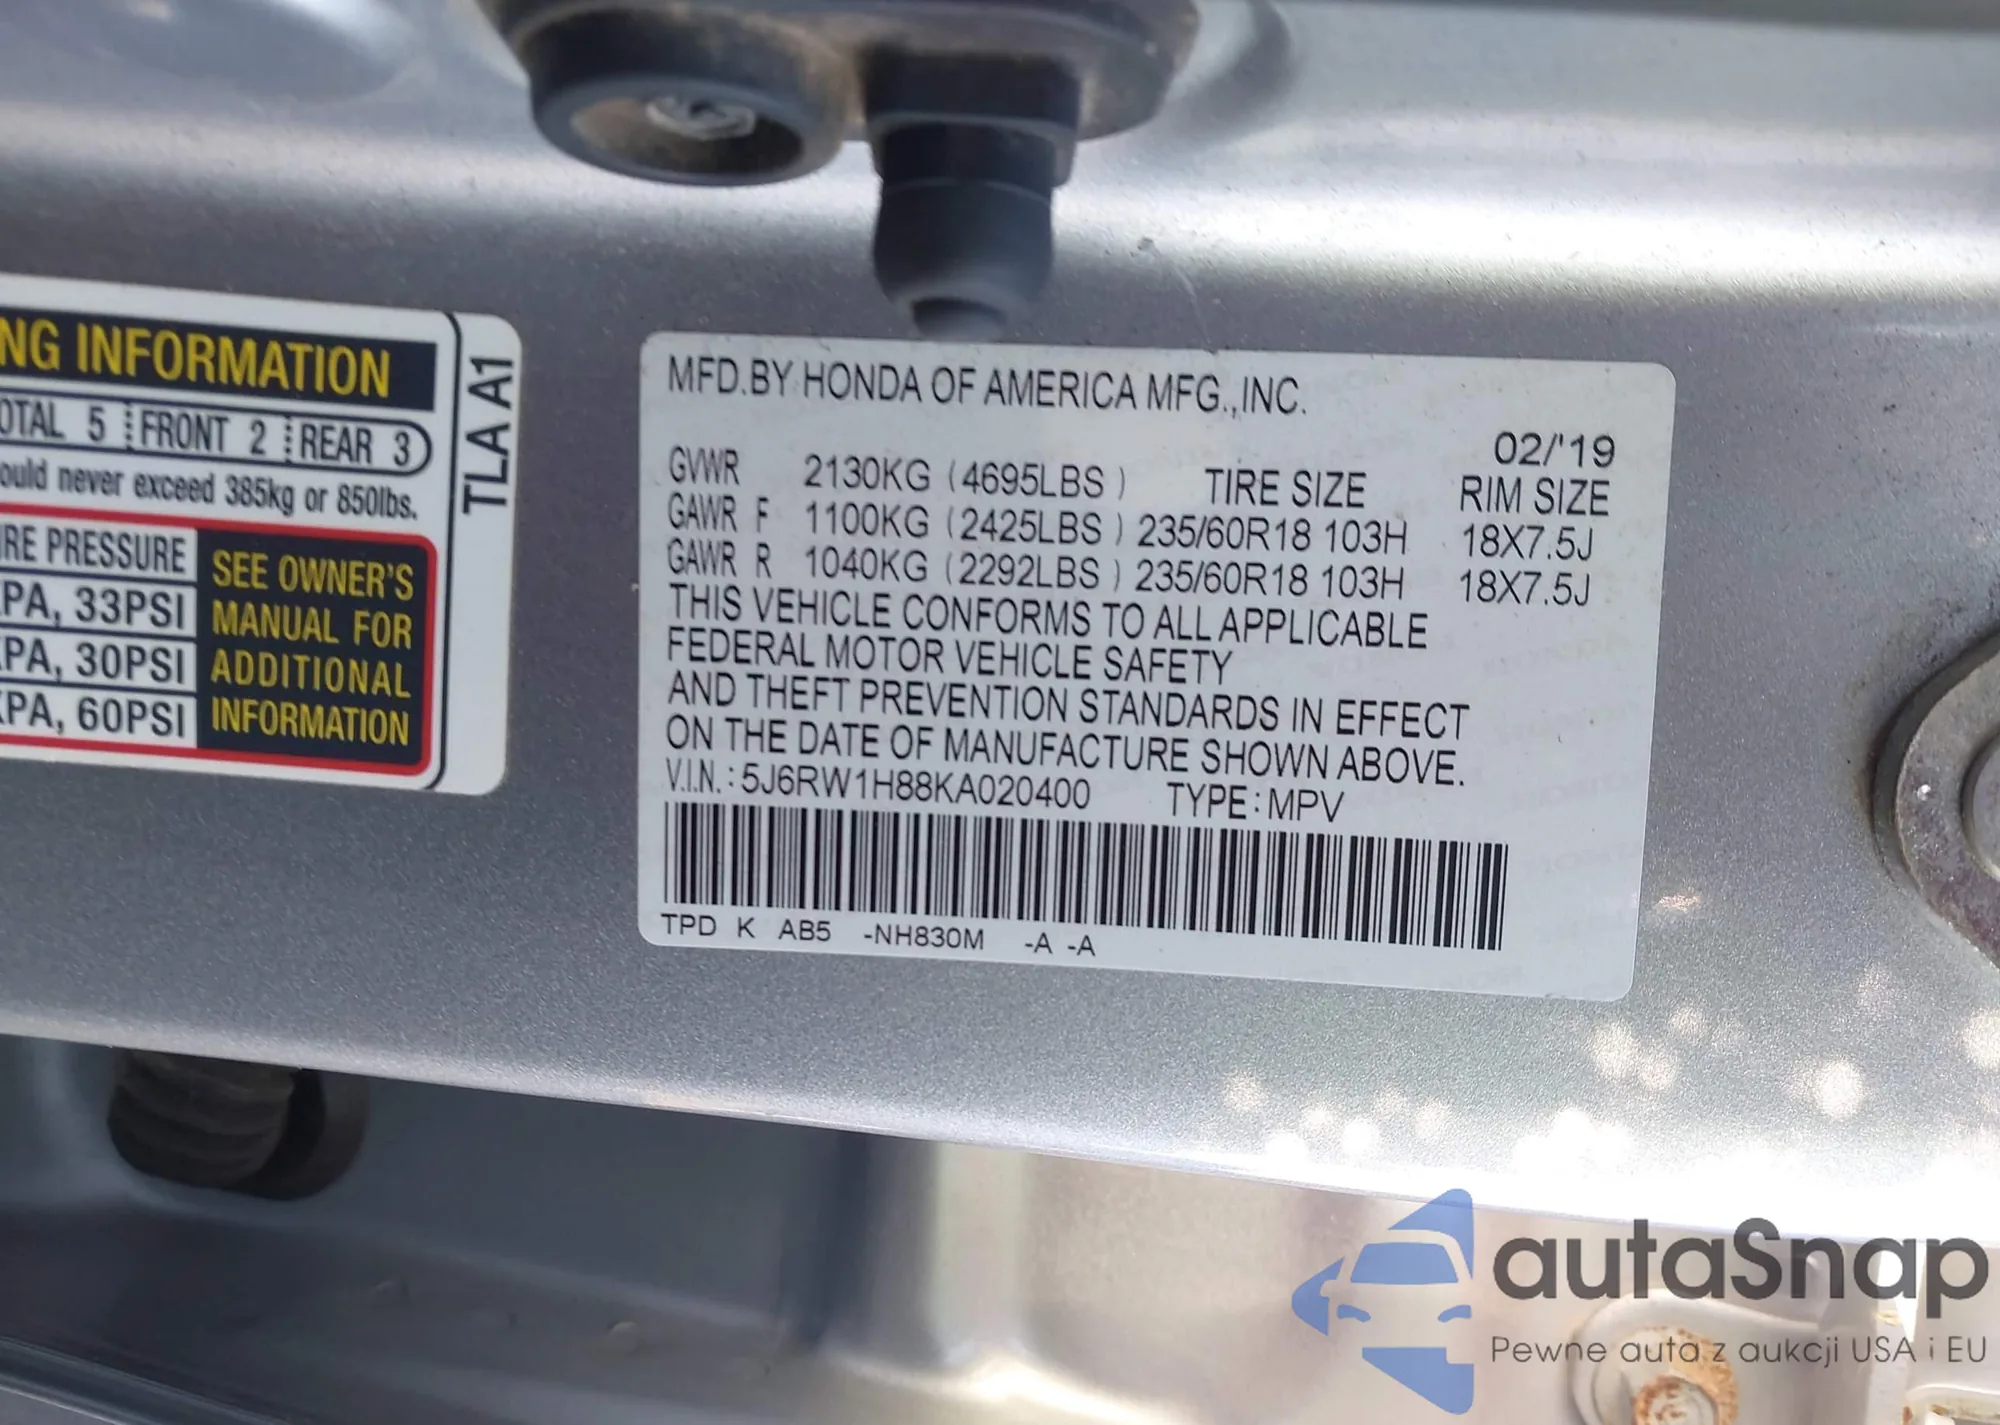 NG INFORMATION
OTAL 5 FRONT 2 REAR 3
ould never exceed 385kg or 850lbs.
IRE PRESSURE
KPA, 33PSI
KPA, 30PSI
KPA, 60PSI
SEE OWNER'S
MANUAL FOR
ADDITIONAL
INFORMATION
TLA A1
MFD.BY HONDA OF AMERICA MFG.,INC.
02/'19
GVWR 2130KG (4695LBS) TIRE SIZE RIM SIZE
GAWR F 1100KG (2425LBS) 235/60R18 103H 18X7.5J
GAWR R 1040KG (2292LBS) 235/60R18 103H 18X7.5J
THIS VEHICLE CONFORMS TO ALL APPLICABLE
FEDERAL MOTOR VEHICLE SAFETY
AND THEFT PREVENTION STANDARDS IN EFFECT
ON THE DATE OF MANUFACTURE SHOWN ABOVE.
V.I.N.: 5J6RW1H88KA020400 TYPE: MPV
TPD K AB5 -NH830M -A -A
autaSnap
Pewne auta z aukcji USA i EU